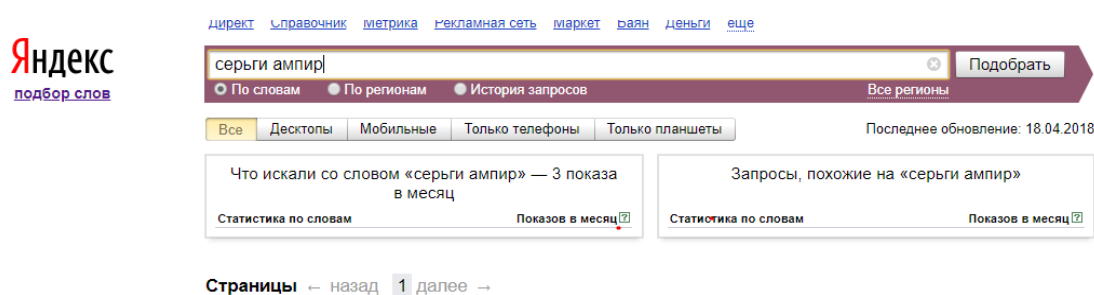 Директ Справочник Метрика Рекламная сеть Маркет Баян Деньги еще
Яндекс
подбор слов
серьги ампир
Подобрать
По словам По регионам История запросов Все регионы
Все Десктопы Мобильные Только телефоны Только планшеты Последнее обновление: 18.04.2018
Что искали со словом «серьги ампир» — 3 показа
в месяц
Статистика по словам Показов в месяц ?
Запросы, похожие на «серьги ампир»
Статистика по словам Показов в месяц ?
Страницы ← назад 1 далее →